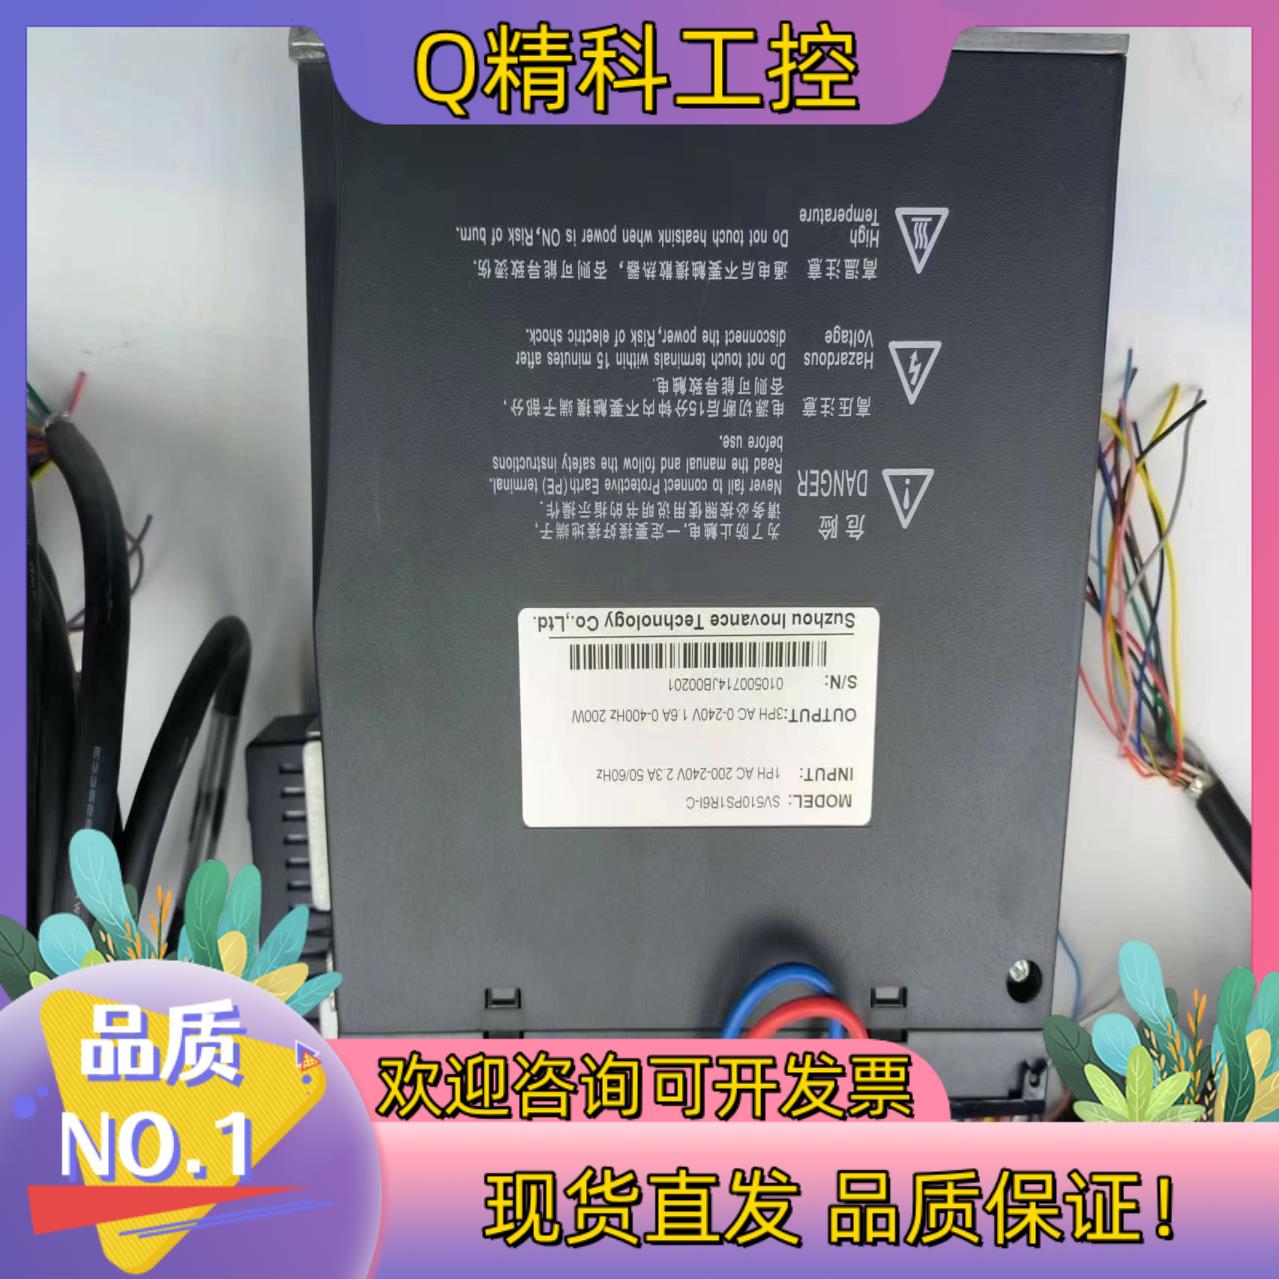 Q精科工控
高温注意 通电后不要触摸散热器，否则可能导致烫伤.
High Temperature
Do not touch heatsink when power is ON,Risk of burn.
高压注意 电源切断后15分钟内不要触摸端子部分,
否则可能导致触电.
Hazardous Voltage
Do not touch terminals within 15 minutes after
disconnect the power,Risk of electric shock.
危险 为了防止触电,一定要接好接地端子,
请务必按照使用说明书的指示操作.
DANGER Never fail to connect Protective Earth(PE) terminal.
Read the manual and follow the safety instructions
before use.
MODEL: SV510PS1R6I-C
INPUT: 1PH AC 200-240V 2.3A 50/60Hz
OUTPUT:3PH AC 0-240V 1.6A 0-400Hz 200W
S/N: 010500714JB00201
Suzhou Inovance Technology Co.,Ltd.
品质
NO.1
欢迎咨询可开发票
现货直发 品质保证!